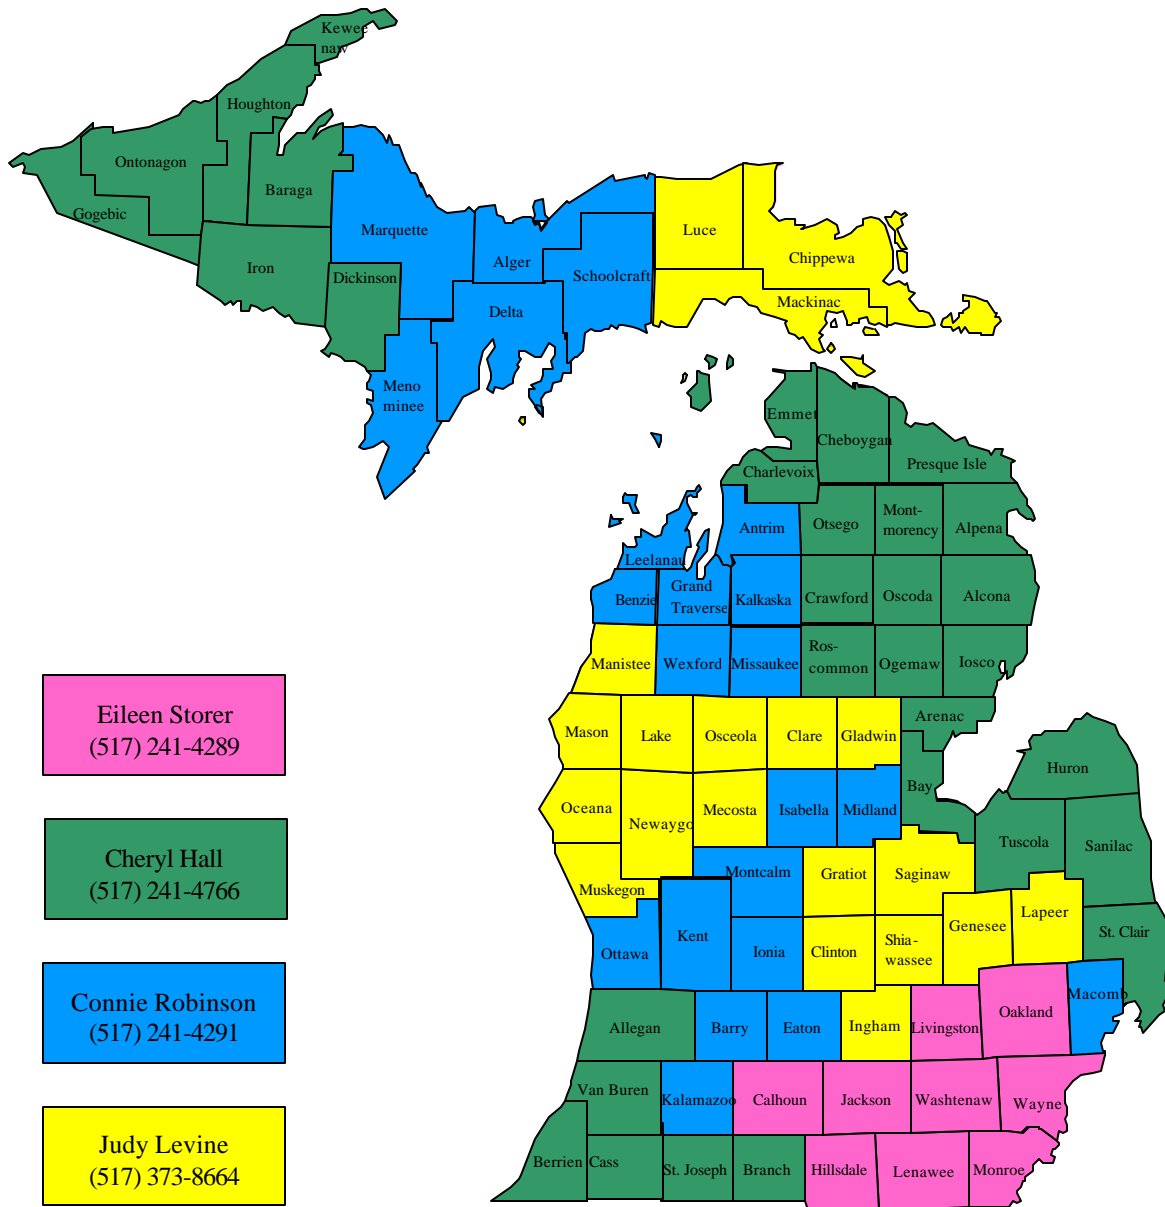 Kewee
naw
Houghton
Ontonagon
Baraga
Gogebic
Marquette
Luce
Alger
Chippewa
Iron
Dickinson
Schoolcraft
Mackinac
Delta
Meno
minee
Emmet
Cheboygan
Charlevoix
Presque Isle
Antrim
Otsego
Mont-
morency
Alpena
Leelanau
Benzie
Grand
Traverse
Kalkaska
Crawford
Oscoda
Alcona
Manistee
Wexford
Missaukee
Ros-
common
Ogemaw
Iosco
Eileen Storer
(517) 241-4289
Mason
Lake
Osceola
Clare
Gladwin
Arenac
Huron
Oceana
Newaygo
Mecosta
Isabella
Midland
Bay
Tuscola
Sanilac
Cheryl Hall
(517) 241-4766
Muskegon
Montcalm
Gratiot
Saginaw
Lapeer
Genesee
St. Clair
Ottawa
Kent
Ionia
Clinton
Shia-
wassee
Connie Robinson
(517) 241-4291
Macomb
Oakland
Allegan
Barry
Eaton
Ingham
Livingston
Van Buren
Kalamazoo
Calhoun
Jackson
Washtenaw
Wayne
Judy Levine
(517) 373-8664
Berrien
Cass
St. Joseph
Branch
Hillsdale
Lenawee
Monroe